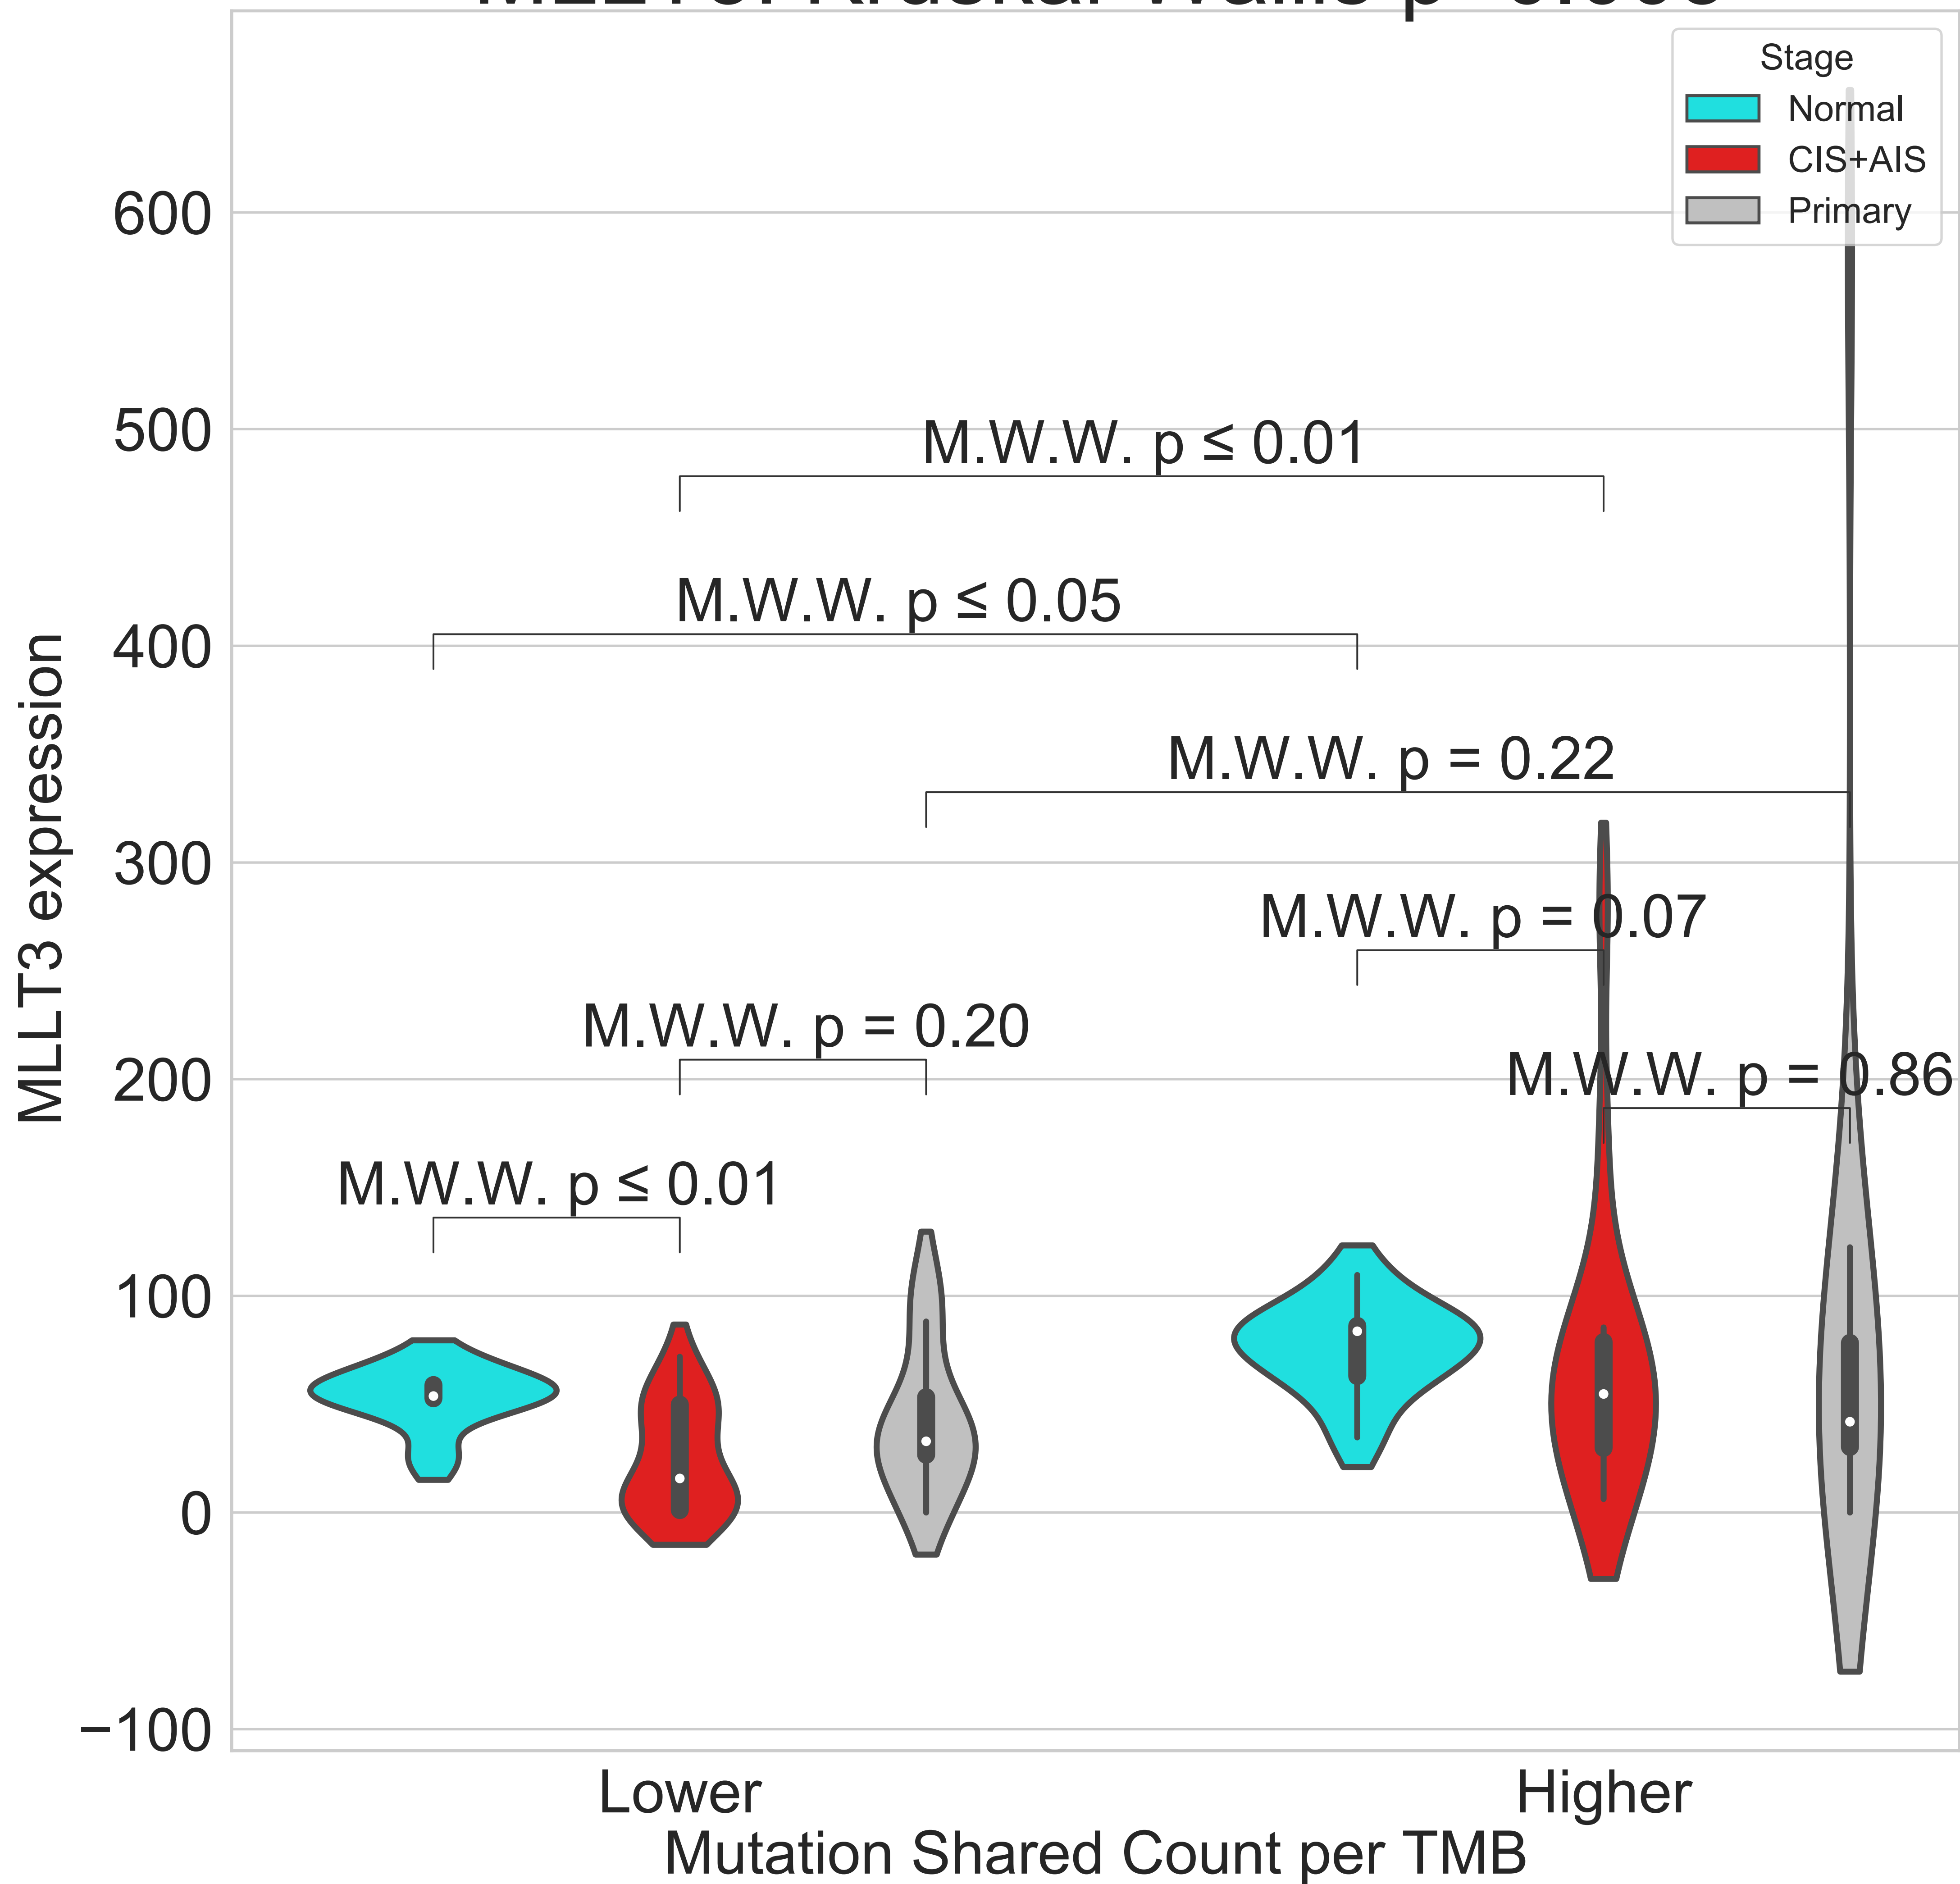 Stage
Normal
CIS+AIS
Primary
600
500
400
300
200
100
0
−100
MLLT3 expression
M.W.W. p ≤ 0.01
M.W.W. p ≤ 0.05
M.W.W. p = 0.22
M.W.W. p = 0.07
M.W.W. p = 0.20
M.W.W. p = 0.86
M.W.W. p ≤ 0.01
Lower
Higher
Mutation Shared Count per TMB